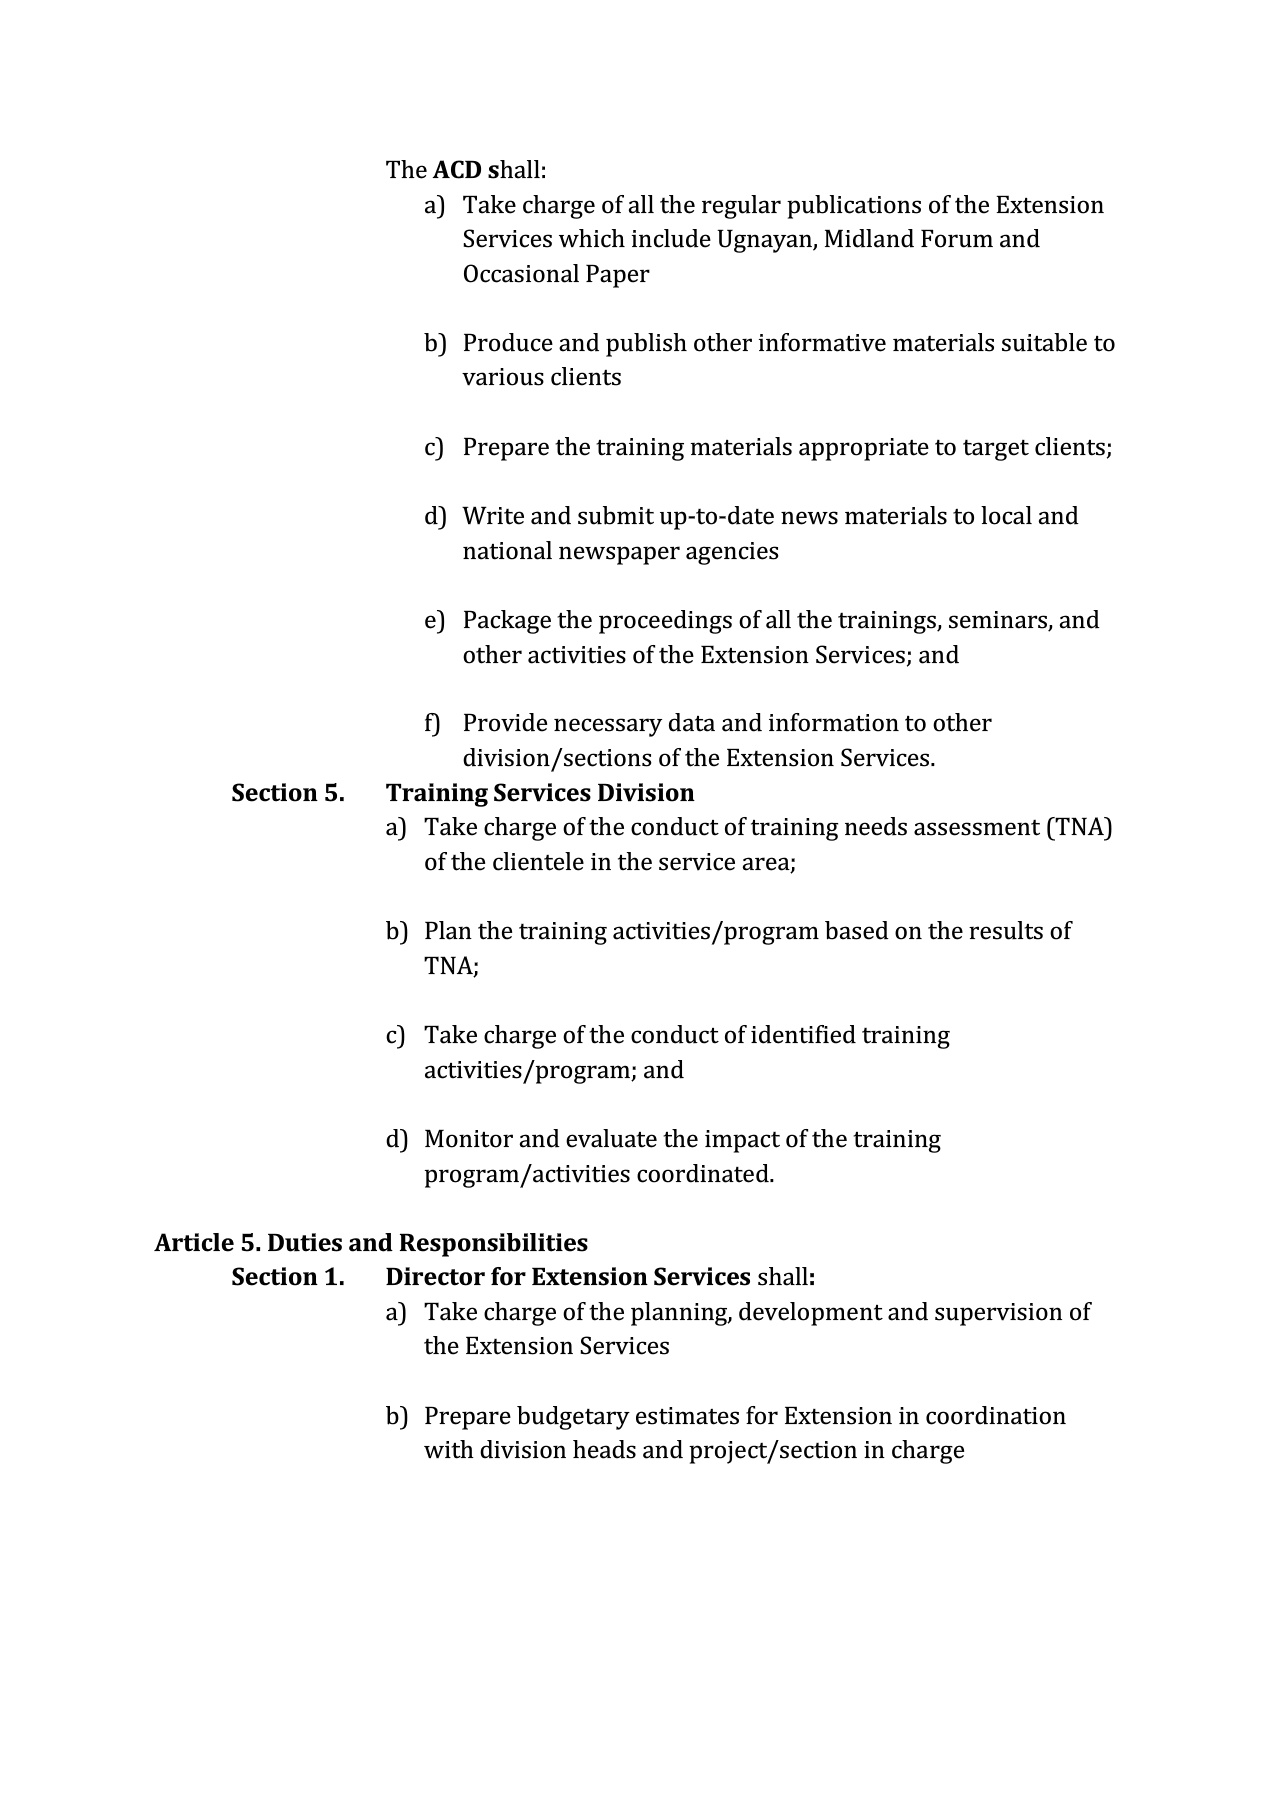 The ACD shall:
a) Take charge of all the regular publications of the Extension
Services which include Ugnayan, Midland Forum and
Occasional Paper
b) Produce and publish other informative materials suitable to
various clients
c) Prepare the training materials appropriate to target clients;
d) Write and submit up-to-date news materials to local and
national newspaper agencies
e) Package the proceedings of all the trainings, seminars, and
other activities of the Extension Services; and
f) Provide necessary data and information to other
division/sections of the Extension Services.
Section 5. Training Services Division
a) Take charge of the conduct of training needs assessment (TNA)
of the clientele in the service area;
b) Plan the training activities/program based on the results of
TNA;
c) Take charge of the conduct of identified training
activities/program; and
d) Monitor and evaluate the impact of the training
program/activities coordinated.
Article 5. Duties and Responsibilities
Section 1. Director for Extension Services shall:
a) Take charge of the planning, development and supervision of
the Extension Services
b) Prepare budgetary estimates for Extension in coordination
with division heads and project/section in charge